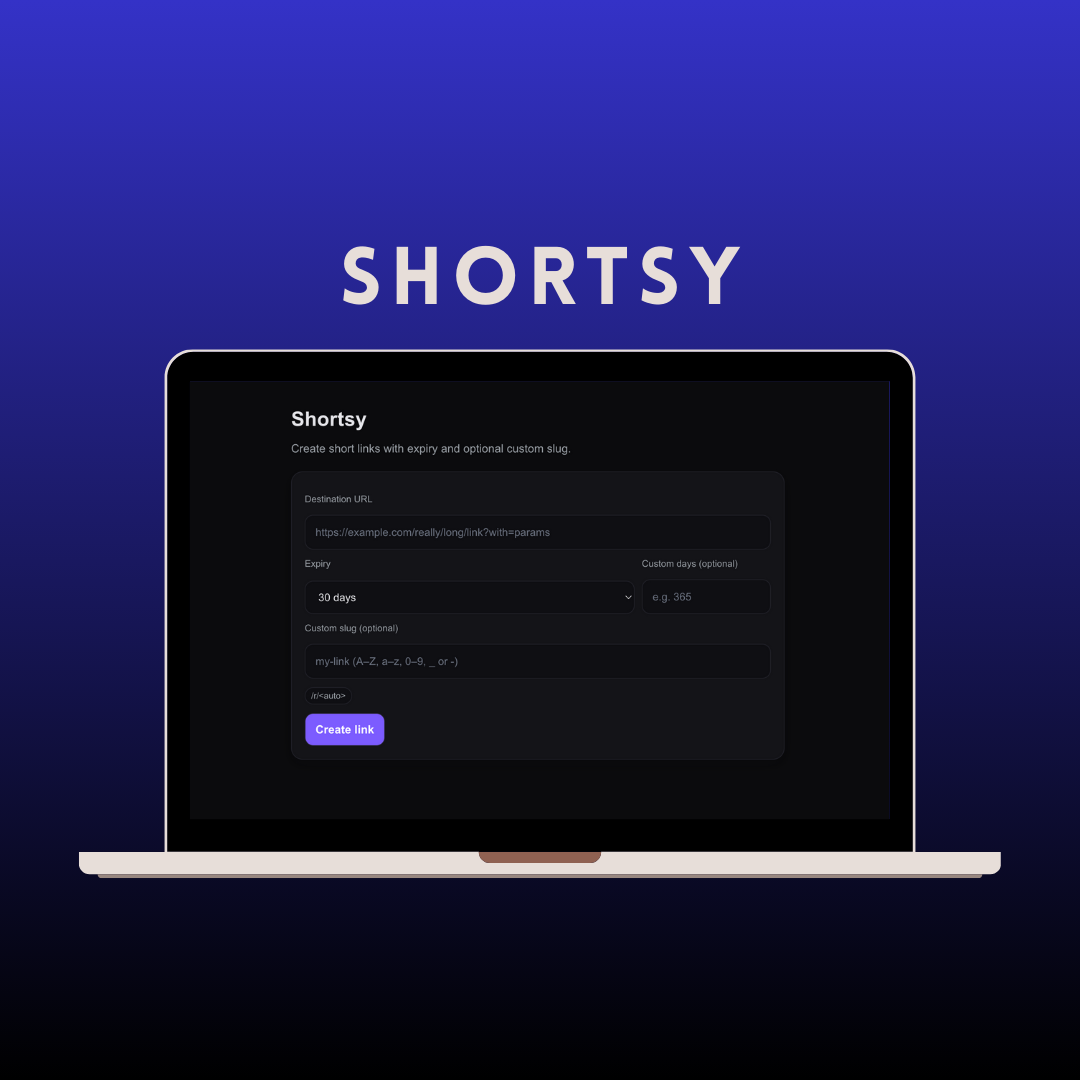 SHORTSY
Shortsy
Create short links with expiry and optional custom slug.
Destination URL
https://example.com/really/long/link?with=params
Expiry
Custom days (optional)
30 days
e.g. 365
Custom slug (optional)
my-link (A–Z, a–z, 0–9, _ or -)
/r/<auto>
Create link